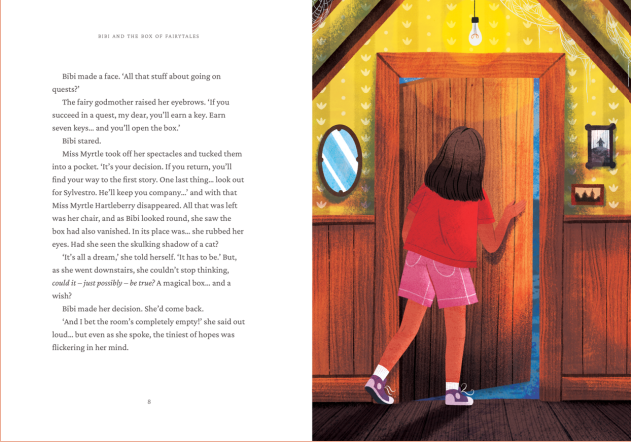 BIBI AND THE BOX OF FAIRYTALES
Bibi made a face. ‘All that stuff about going on
quests?’
The fairy godmother raised her eyebrows. ‘If you
succeed in a quest, my dear, you’ll earn a key. Earn
seven keys... and you’ll open the box.’
Bibi stared.
Miss Myrtle took off her spectacles and tucked them
into a pocket. ‘It’s your decision. If you return, you’ll
find your way to the first story. One last thing... look out
for Sylvestro. He’ll keep you company...’ and with that
Miss Myrtle Hartleberry disappeared. All that was left
was her chair, and as Bibi looked round, she saw the
box had also vanished. In its place was... she rubbed her
eyes. Had she seen the skulking shadow of a cat?
‘It’s all a dream,’ she told herself. ‘It has to be.’ But,
as she went downstairs, she couldn’t stop thinking,
could it – just possibly – be true? A magical box... and a
wish?
Bibi made her decision. She’d come back.
‘And I bet the room’s completely empty!’ she said out
loud... but even as she spoke, the tiniest of hopes was
flickering in her mind.
8